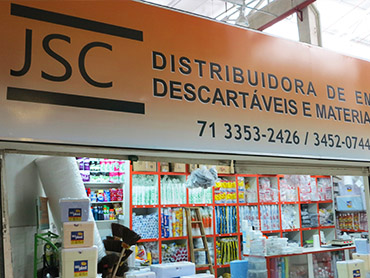 JSC
DISTRIBUIDORA DE EM
DESCARTÁVEIS E MATERIA
71 3353-2426 / 3452-0744